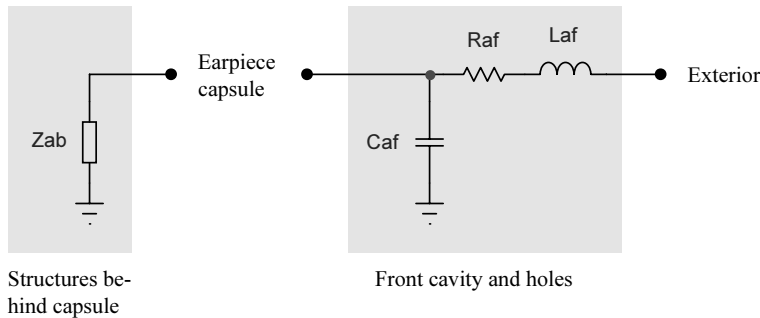 Raf
Laf
Earpiece
capsule
Exterior
Zab
Caf
Structures be-
hind capsule
Front cavity and holes